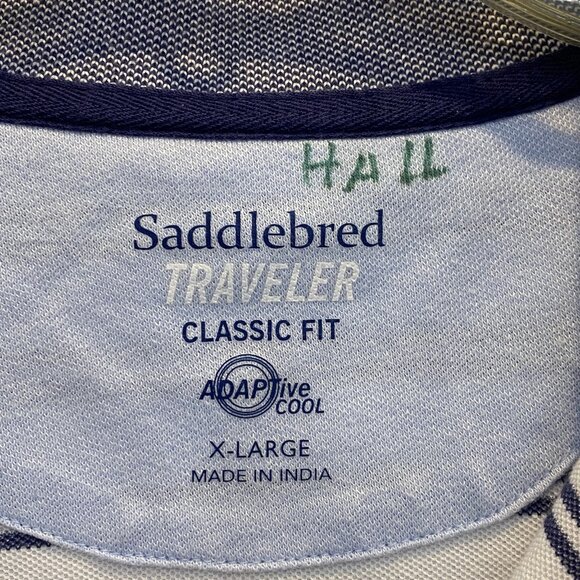 HALL
Saddlebred
TRAVELER
CLASSIC FIT
ADAPTive
COOL
X-LARGE
MADE IN INDIA